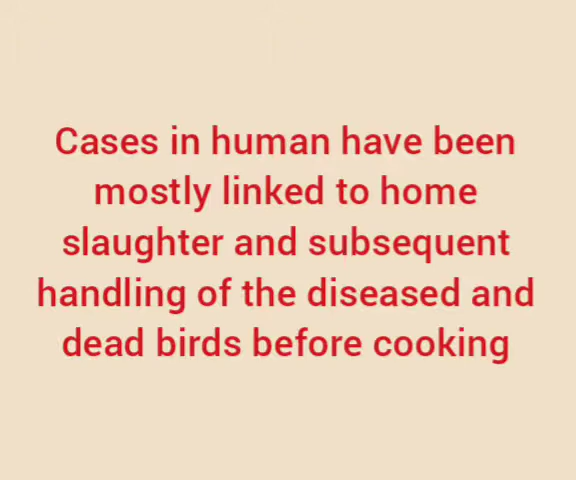 Cases in human have been
mostly linked to home
slaughter and subsequent
handling of the diseased and
dead birds before cooking